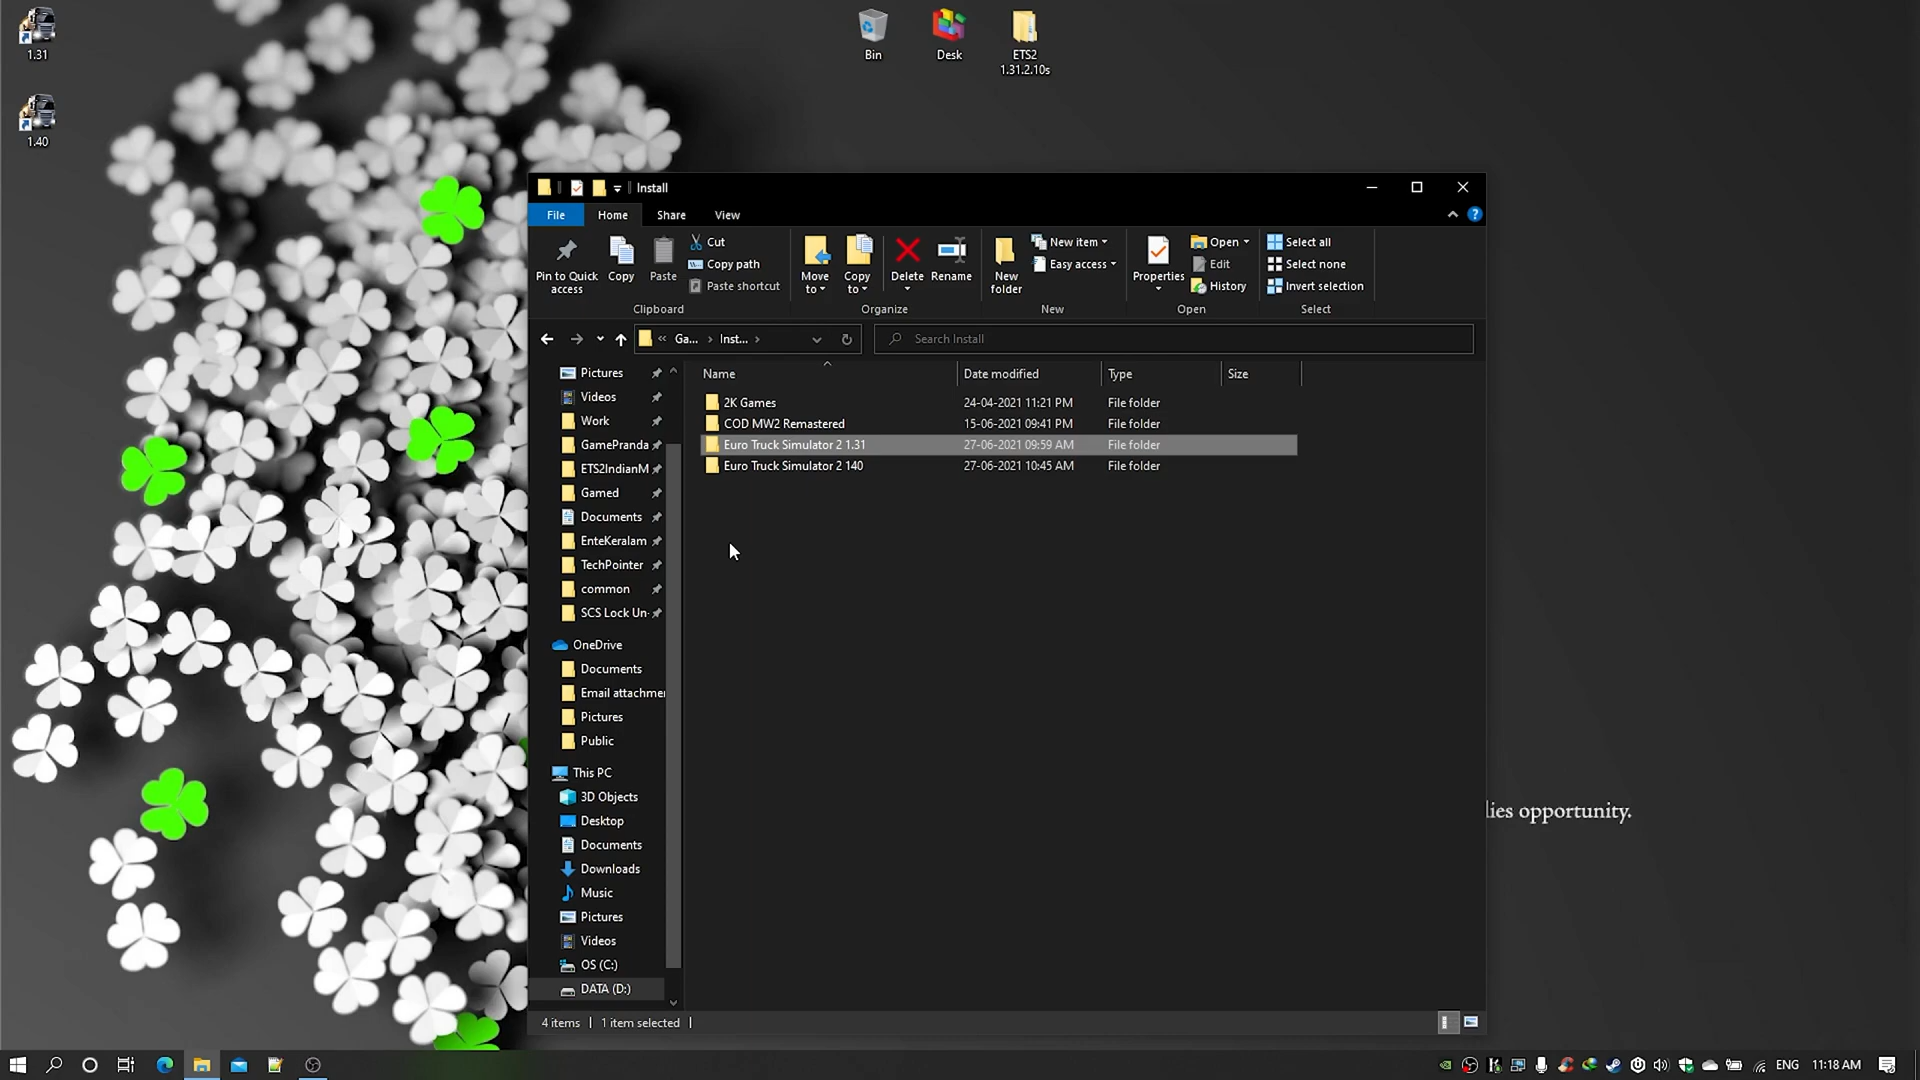 1.31
1.40
Bin
Desk
ETS2
1.31.2.10s
Install
File
Home
Share
View
Pin to Quick
access
Copy
Paste
Cut
Copy path
Paste shortcut
Clipboard
Move
to
Copy
to
Delete
Rename
Organize
New
folder
New item
Easy access
New
Properties
Open
Edit
History
Open
Select all
Select none
Invert selection
Select
Ga...
Inst...
Search Install
Pictures
Videos
Work
GamePranda
ETS2IndianM
Gamed
Documents
EnteKeralam
TechPointer
common
SCS Lock Un-
OneDrive
Documents
Email attachme
Pictures
Public
This PC
3D Objects
Desktop
Documents
Downloads
Music
Pictures
Videos
OS (C:)
DATA (D:)
Name Date modified Type Size
2K Games 24-04-2021 11:21 PM File folder
COD MW2 Remastered 15-06-2021 09:41 PM File folder
Euro Truck Simulator 2 1.31 27-06-2021 09:59 AM File folder
Euro Truck Simulator 2 140 27-06-2021 10:45 AM File folder
lies opportunity.
4 items 1 item selected
ENG 11:18 AM